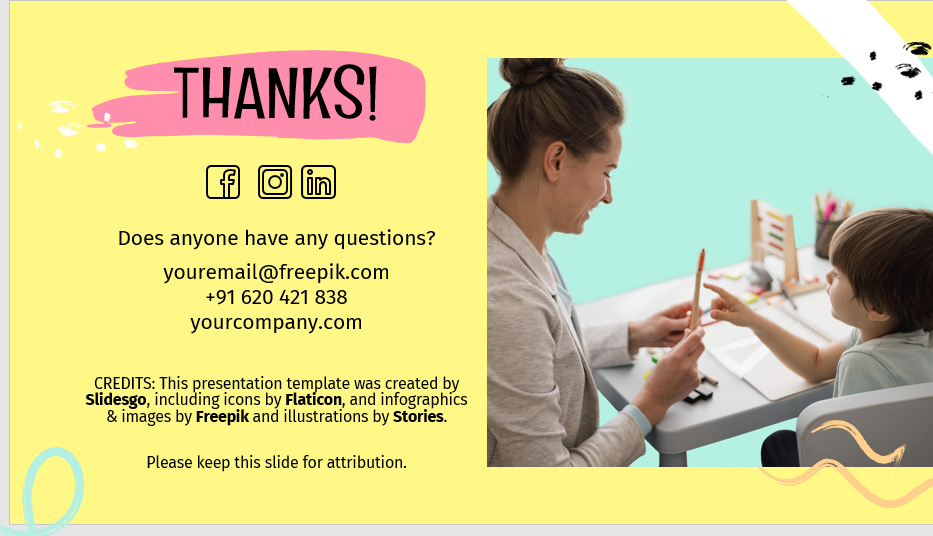 THANKS!
Does anyone have any questions?
youremail@freepik.com
+91 620 421 838
yourcompany.com
CREDITS: This presentation template was created by
Slidesgo, including icons by Flaticon, and infographics
& images by Freepik and illustrations by Stories.
Please keep this slide for attribution.